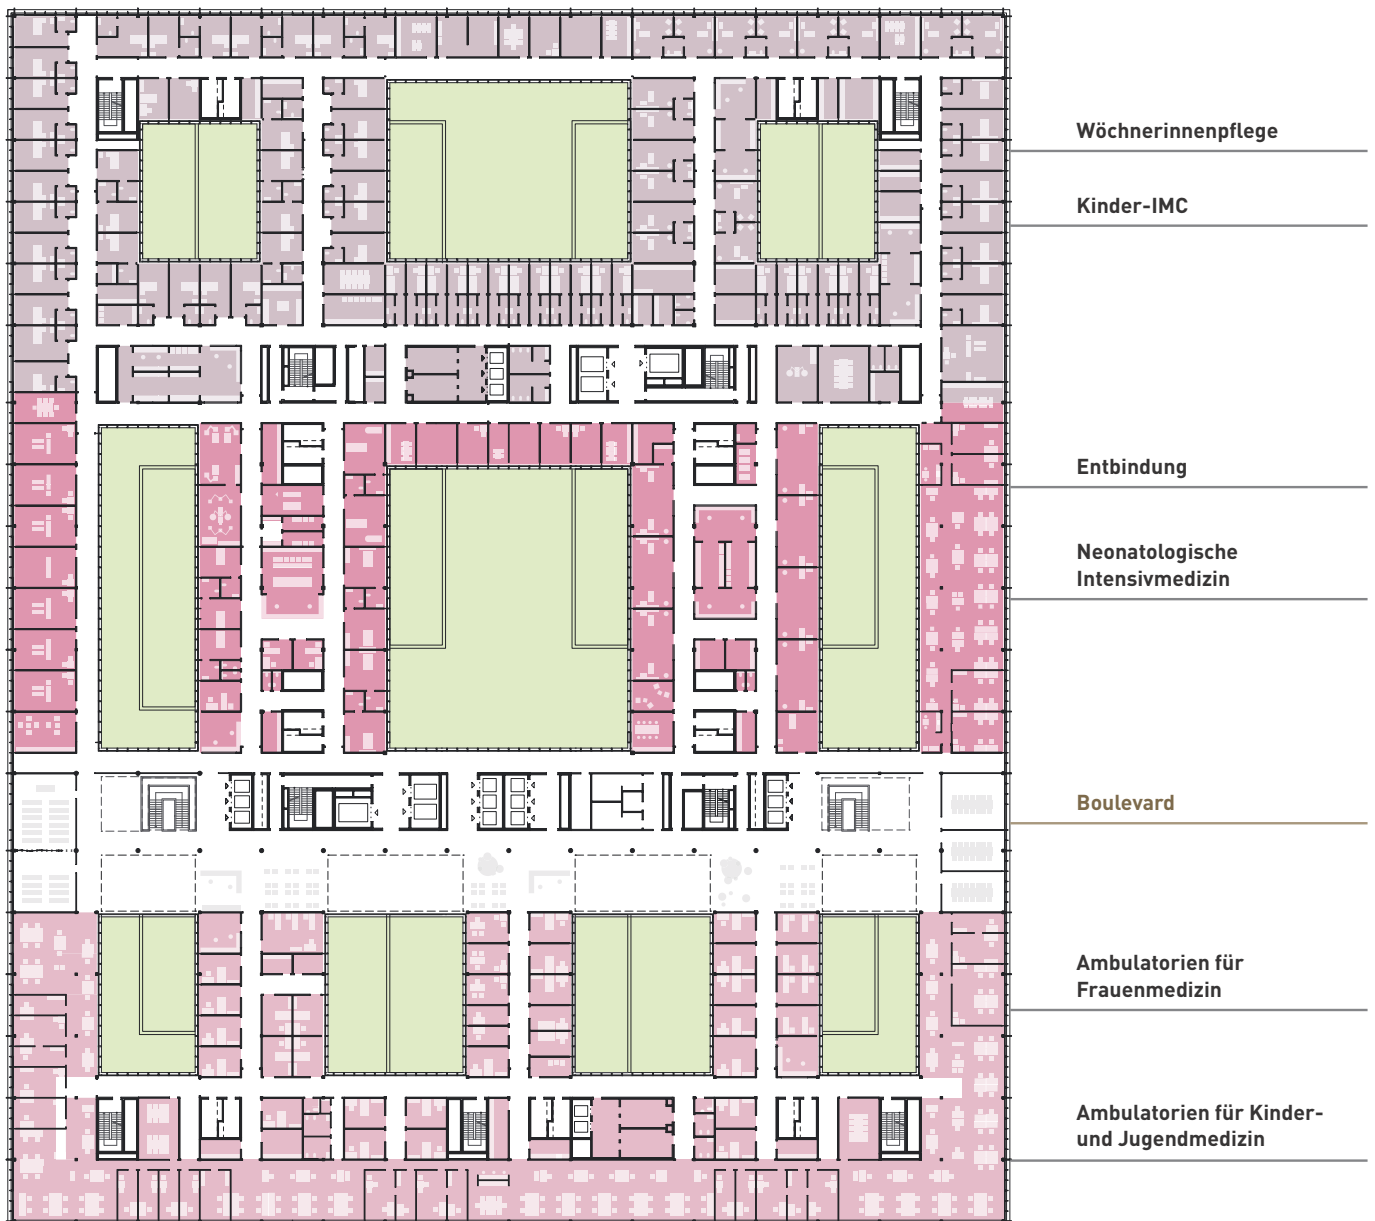 Wöchnerinnenpflege
Kinder-IMC
Entbindung
Neonatologische
Intensivmedizin
Boulevard
Ambulatorien für
Frauenmedizin
Ambulatorien für Kinder-
und Jugendmedizin